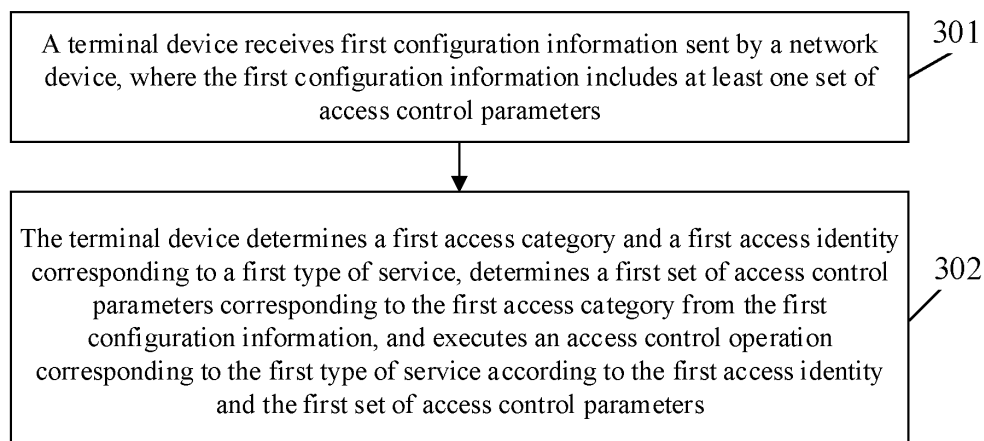 A terminal device receives first configuration information sent by a network
device, where the first configuration information includes at least one set of
access control parameters
301
The terminal device determines a first access category and a first access identity
corresponding to a first type of service, determines a first set of access control
parameters corresponding to the first access category from the first
configuration information, and executes an access control operation
corresponding to the first type of service according to the first access identity
and the first set of access control parameters
302